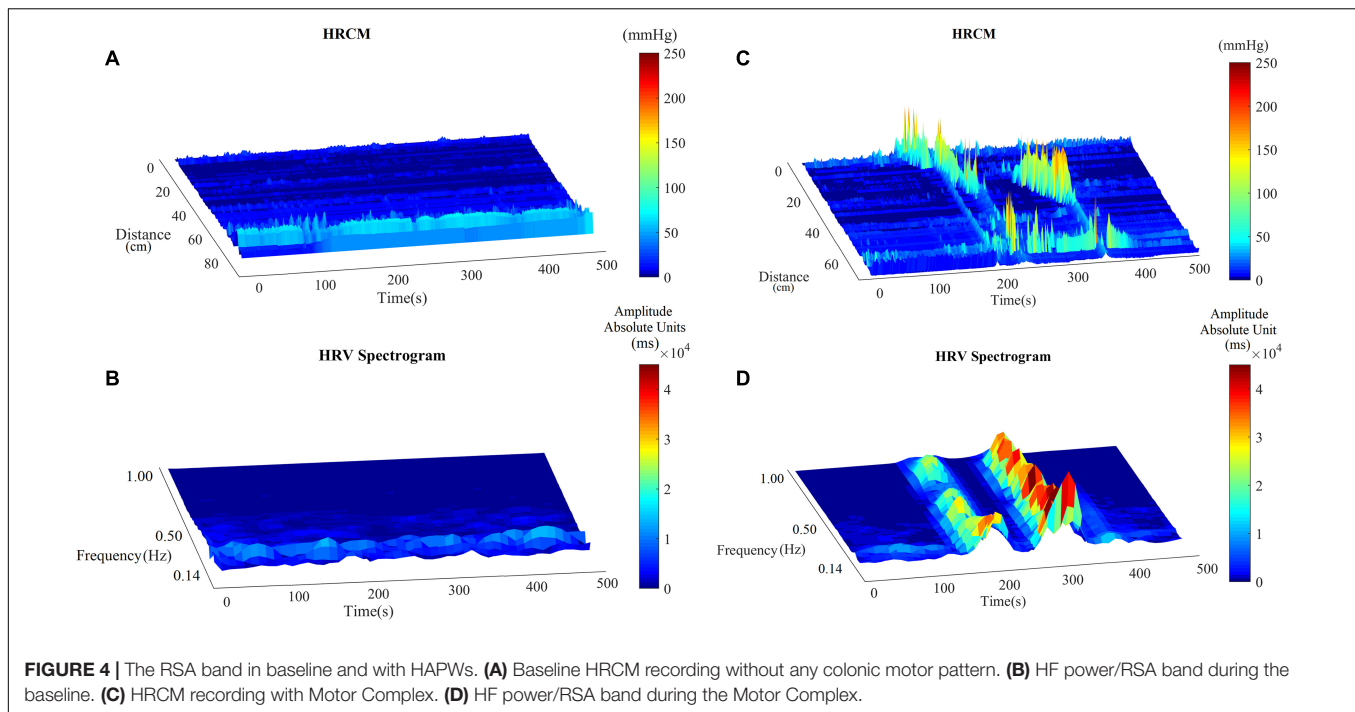 HRCM
A
(mmHg)
250
200
150
100
50
0
0
20
40
60
80
Distance
(cm)
0
100
200
300
400
500
Time(s)
HRCM
C
(mmHg)
250
200
150
100
50
0
0
20
40
60
Distance
(cm)
0
100
200
300
400
500
Time(s)
HRV Spectrogram
B
Amplitude
Absolute Units
(ms)
×10⁴
4
3
2
1
0
1.00
0.50
0.14
Frequency(Hz)
0
100
200
300
400
500
Time(s)
HRV Spectrogram
D
Amplitude
Absolute Unit
(ms)
×10⁴
4
3
2
1
0
1.00
0.50
0.14
Frequency(Hz)
0
100
200
300
400
500
Time(s)
FIGURE 4 | The RSA band in baseline and with HAPWs. (A) Baseline HRCM recording without any colonic motor pattern. (B) HF power/RSA band during the
baseline. (C) HRCM recording with Motor Complex. (D) HF power/RSA band during the Motor Complex.